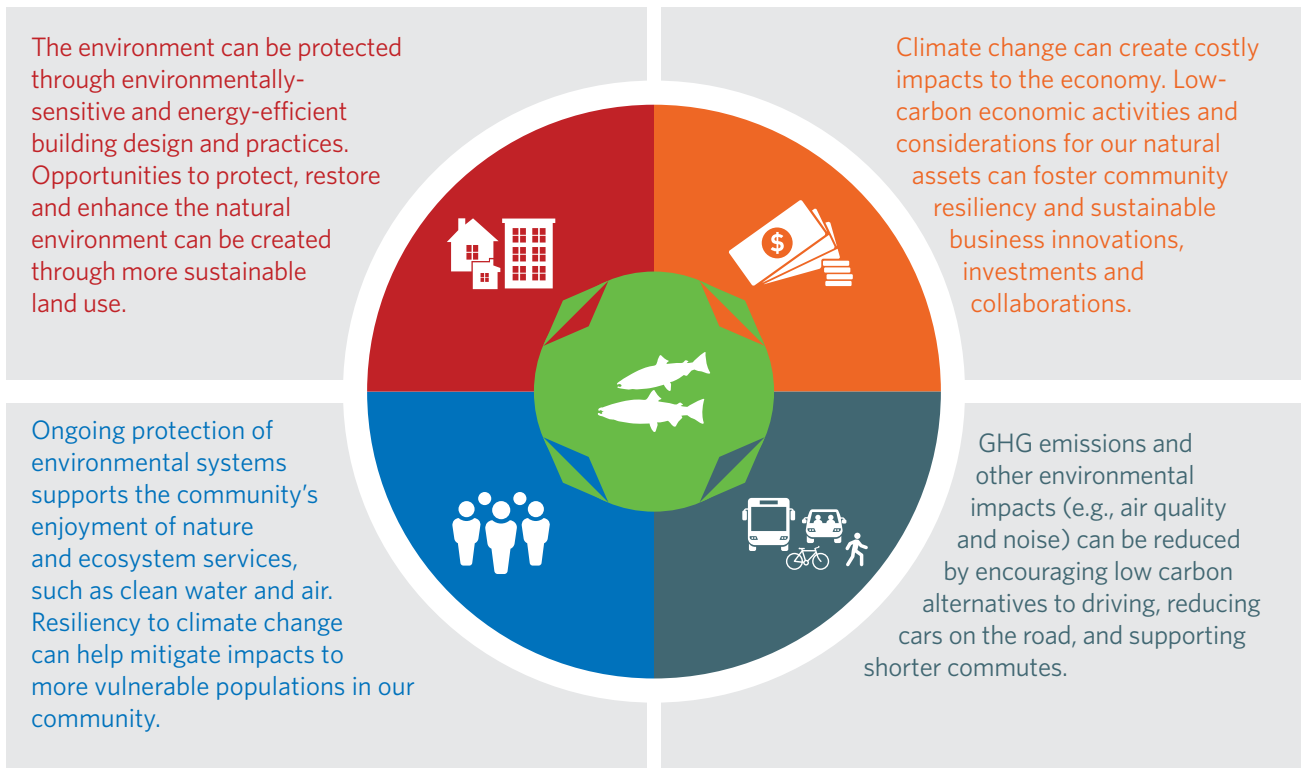 The environment can be protected
through environmentally-
sensitive and energy-efficient
building design and practices.
Opportunities to protect, restore
and enhance the natural
environment can be created
through more sustainable
land use.
Climate change can create costly
impacts to the economy. Low-
carbon economic activities and
considerations for our natural
assets can foster community
resiliency and sustainable
business innovations,
investments and
collaborations.
$
Ongoing protection of
environmental systems
supports the community's
enjoyment of nature
and ecosystem services,
such as clean water and air.
Resiliency to climate change
can help mitigate impacts to
more vulnerable populations in our
community.
GHG emissions and
other environmental
impacts (e.g., air quality
and noise) can be reduced
by encouraging low carbon
alternatives to driving, reducing
cars on the road, and supporting
shorter commutes.